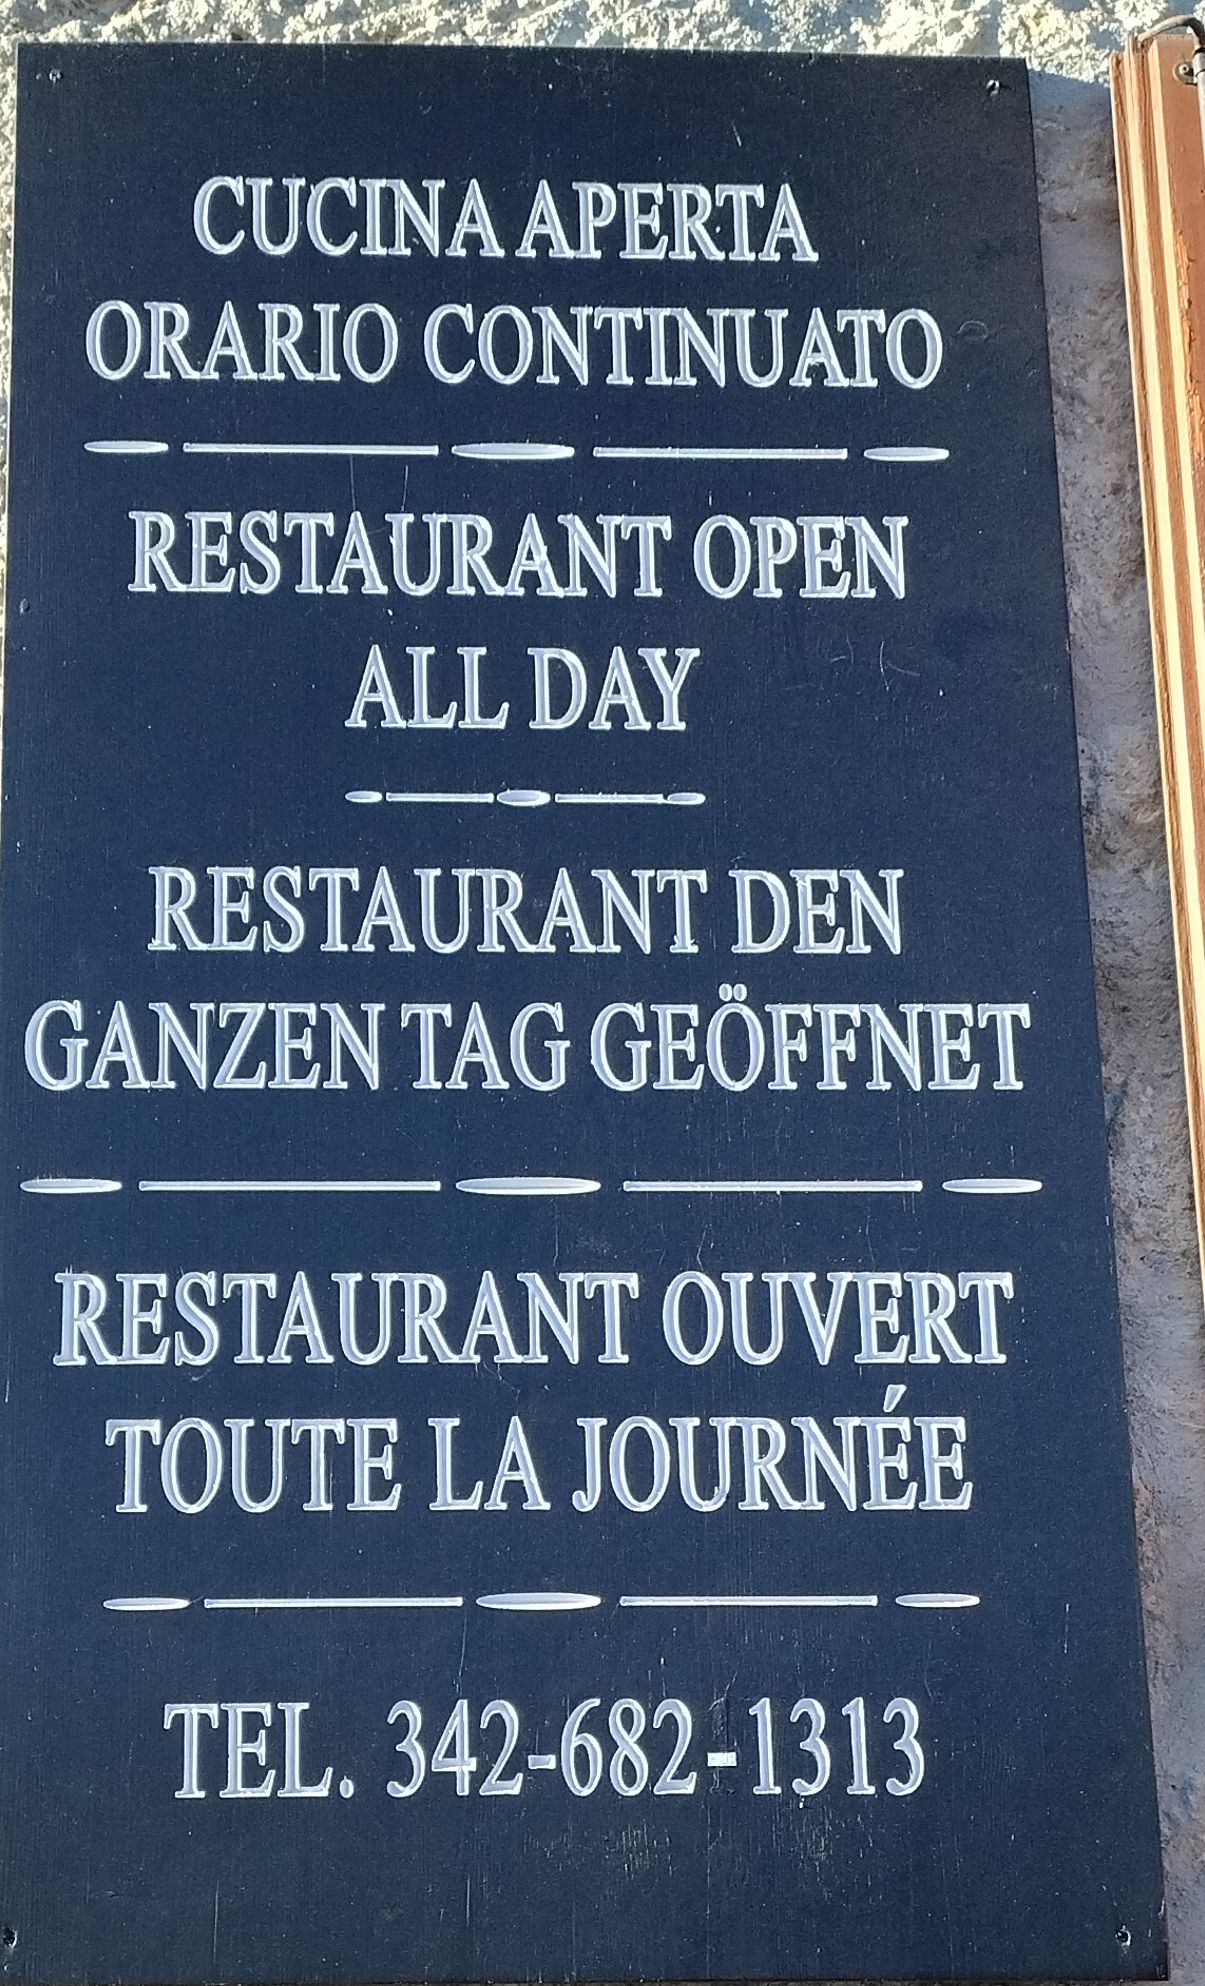 CUCINA APERTA
ORARIO CONTINUATO
RESTAURANT OPEN
ALL DAY
RESTAURANT DEN
GANZEN TAG GEÖFFNET
RESTAURANT OUVERT
TOUTE LA JOURNÉE
TEL. 342-682-1313